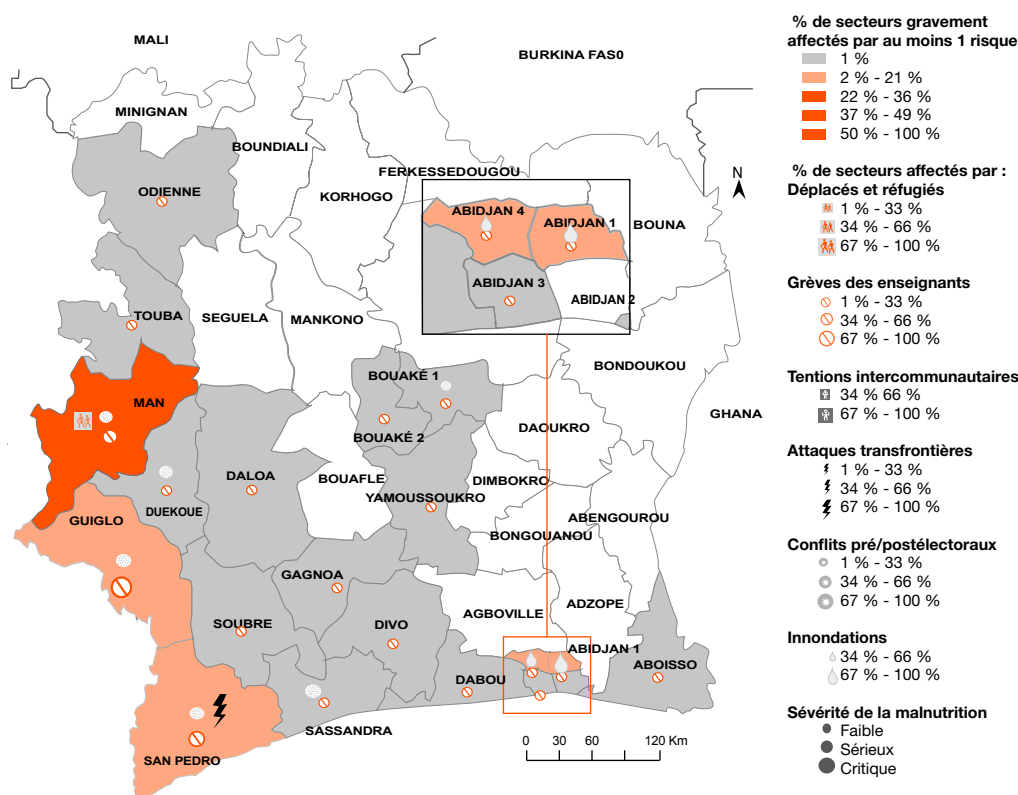 MALI
BURKINA FAS0
MINIGNAN
BOUNDIALI
ODIENNE
KORHOGO
FERKESSEDOUGOU
ABIDJAN 4
ABIDJAN 1
BOUNA
N
ABIDJAN 3
ABIDJAN 2
TOUBA
SEGUELA
MANKONO
BONDOUKOU
BOUAKÉ 1
MAN
GHANA
DAOUKRO
BOUAKÉ 2
DALOA
BOUAFLE
DIMBOKRO
YAMOUSSOUKRO
DUEKOUE
GUIGLO
ABENGOUROU
BONGOUANOU
GAGNOA
AGBOVILLE
ADZOPE
SOUBRE
DIVO
ABIDJAN 1
ABOISSO
DABOU
SASSANDRA
SAN PEDRO
0 30 60 120 Km
% de secteurs gravement
affectés par au moins 1 risque
1 %
2 % - 21 %
22 % - 36 %
37 % - 49 %
50 % - 100 %
% de secteurs affectés par :
Déplacés et réfugiés
1 % - 33 %
34 % - 66 %
67 % - 100 %
Grèves des enseignants
1 % - 33 %
34 % - 66 %
67 % - 100 %
Tentions intercommunautaires
34 % 66 %
67 % - 100 %
Attaques transfrontières
1 % - 33 %
34 % - 66 %
67 % - 100 %
Conflits pré/postélectoraux
1 % - 33 %
34 % - 66 %
67 % - 100 %
Innondations
34 % - 66 %
67 % - 100 %
Sévérité de la malnutrition
Faible
Sérieux
Critique